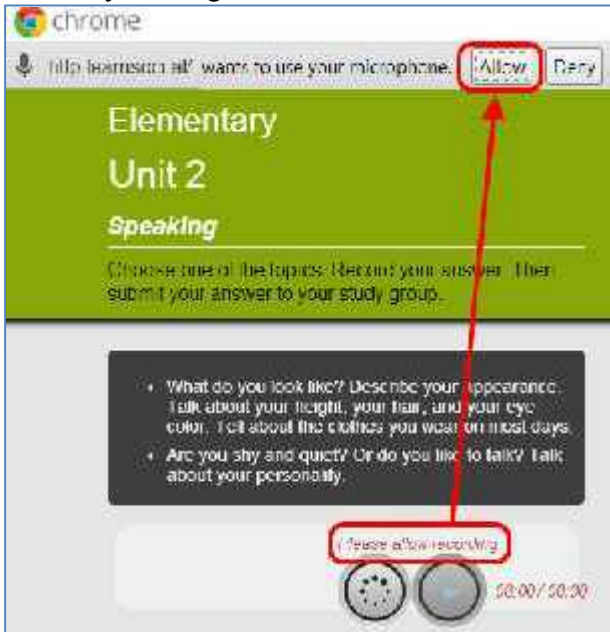 chrome
wants to use your microphone. Allow Deny
Elementary
Unit 2
Speaking
Choose one of the topics. Record your answer. Then
submit your answer to your study group.
• What do you look like? Describe your appearance.
Talk about your height, your hair, and your eye
color. Tell about the clothes you wear on most days.
• Are you shy and quiet? Or do you like to talk? Talk
about your personality.
Please allow recording
00:00 / 00:00